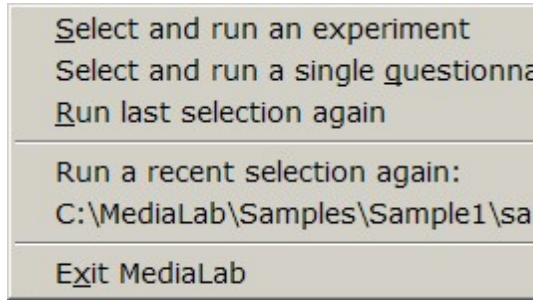 Select and run an experiment
Select and run a single
Run last selection again
Run a recent selection again:
C:\MediaLab\Samples\Sample1\sa
Exit MediaLab